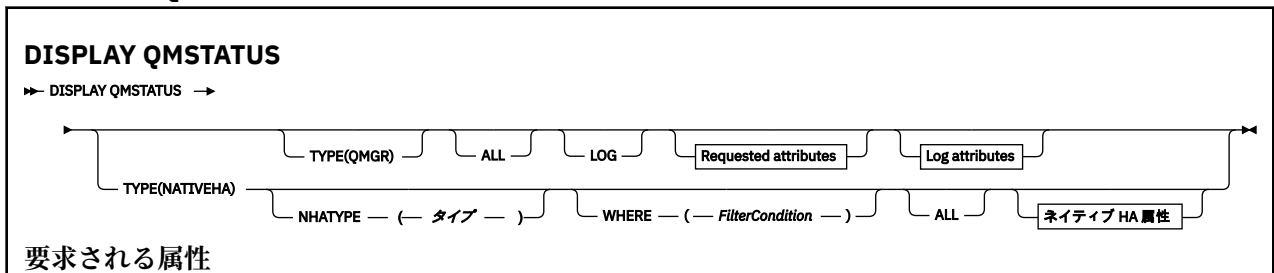 DISPLAY QMSTATUS
DISPLAY QMSTATUS
TYPE(QMGR) ALL LOG Requested attributes Log attributes
TYPE(NATIVEHA)
NHATYPE ( タイプ ) WHERE ( FilterCondition ) ALL ネイティブ HA 属性
要求される属性